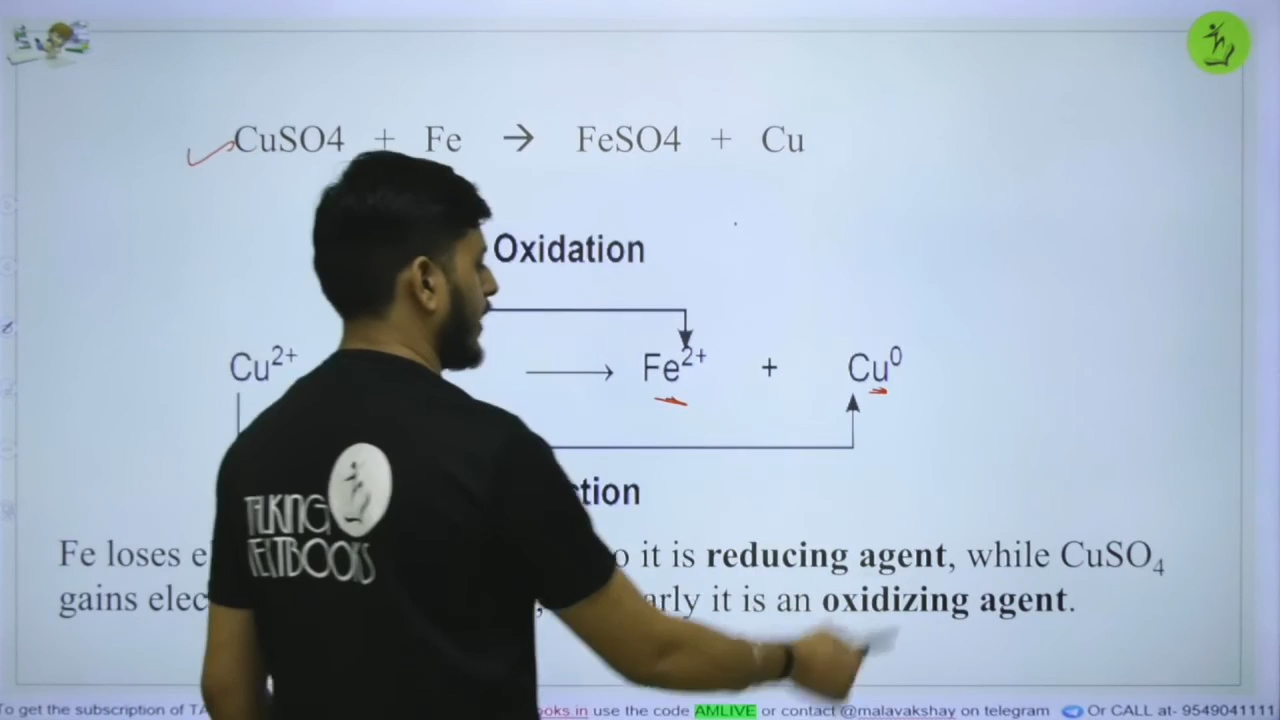 CuSO4 + Fe → FeSO4 + Cu
Oxidation
Cu²⁺ → Fe²⁺ + Cu⁰
tion
Fe loses e o it is reducing agent, while CuSO₄
gains elec arly it is an oxidizing agent.
TALKING
TEXTBOOKS
To get the subscription of TA oks in use the code AMLIVE or contact @malavakshay on telegram Or CALL at- 9549041111